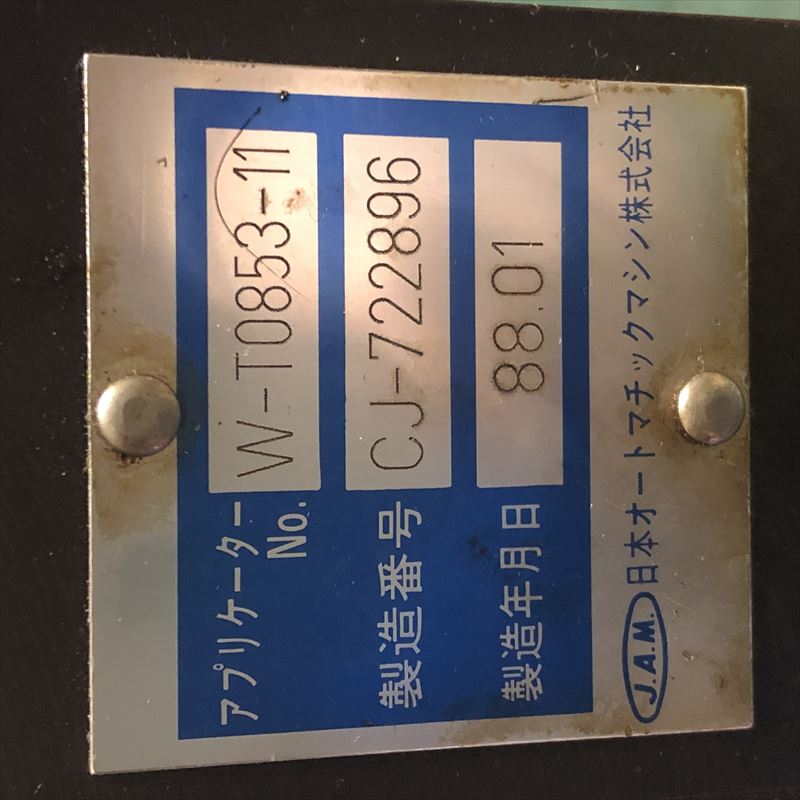 アプリケーター No. W-T0853-11
製造番号 CJ-722896
製造年月日 88.01
J.A.M. 日本オートマチックマシン株式会社